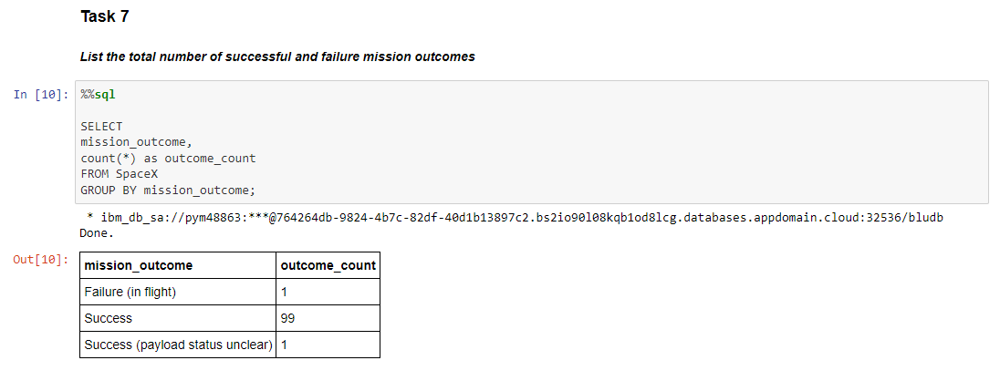 Task 7
List the total number of successful and failure mission outcomes
In [10]: %%sql
SELECT
mission_outcome,
count(*) as outcome_count
FROM SpaceX
GROUP BY mission_outcome;
* ibm_db_sa://pym48863:***@764264db-9824-4b7c-82df-40d1b13897c2.bs2io90l08kqb1od8lcg.databases.appdomain.cloud:32536/bludb
Done.
Out[10]:
mission_outcome outcome_count
Failure (in flight) 1
Success 99
Success (payload status unclear) 1